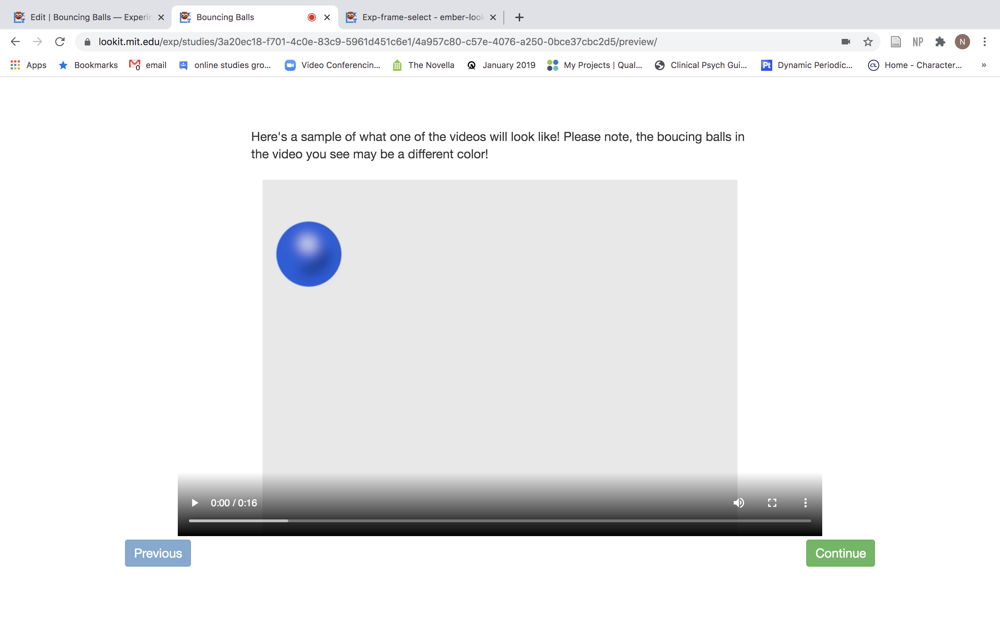 Edit | Bouncing Balls — Experin
Bouncing Balls
Exp-frame-select - ember-look
lookit.mit.edu/exp/studies/3a20ec18-f701-4c0e-83c9-5961d451c6e1/4a957c80-c57e-4076-a250-0bce37cbc2d5/preview/
NP
N
Apps
Bookmarks
email
online studies gro...
Video Conferencin...
The Novella
January 2019
My Projects | Qual...
Clinical Psych Gui...
Pt
Dynamic Periodic...
CL
Home - Character...
»
Here's a sample of what one of the videos will look like! Please note, the boucing balls in
the video you see may be a different color!
0:00 / 0:16
Previous
Continue